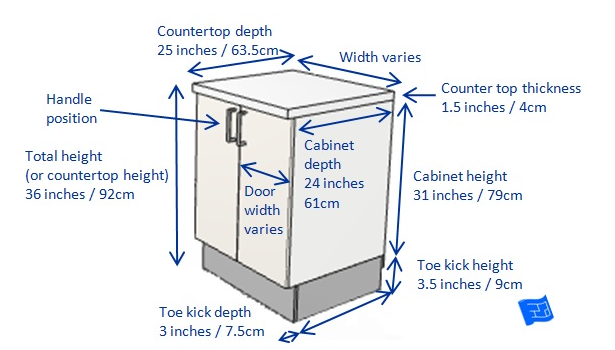 Countertop depth
25 inches / 63.5cm
Width varies
Counter top thickness
1.5 inches / 4cm
Handle
position
Total height
(or countertop height)
36 inches / 92cm
Cabinet
depth
24 inches
61cm
Door
width
varies
Cabinet height
31 inches / 79cm
Toe kick height
3.5 inches / 9cm
Toe kick depth
3 inches / 7.5cm